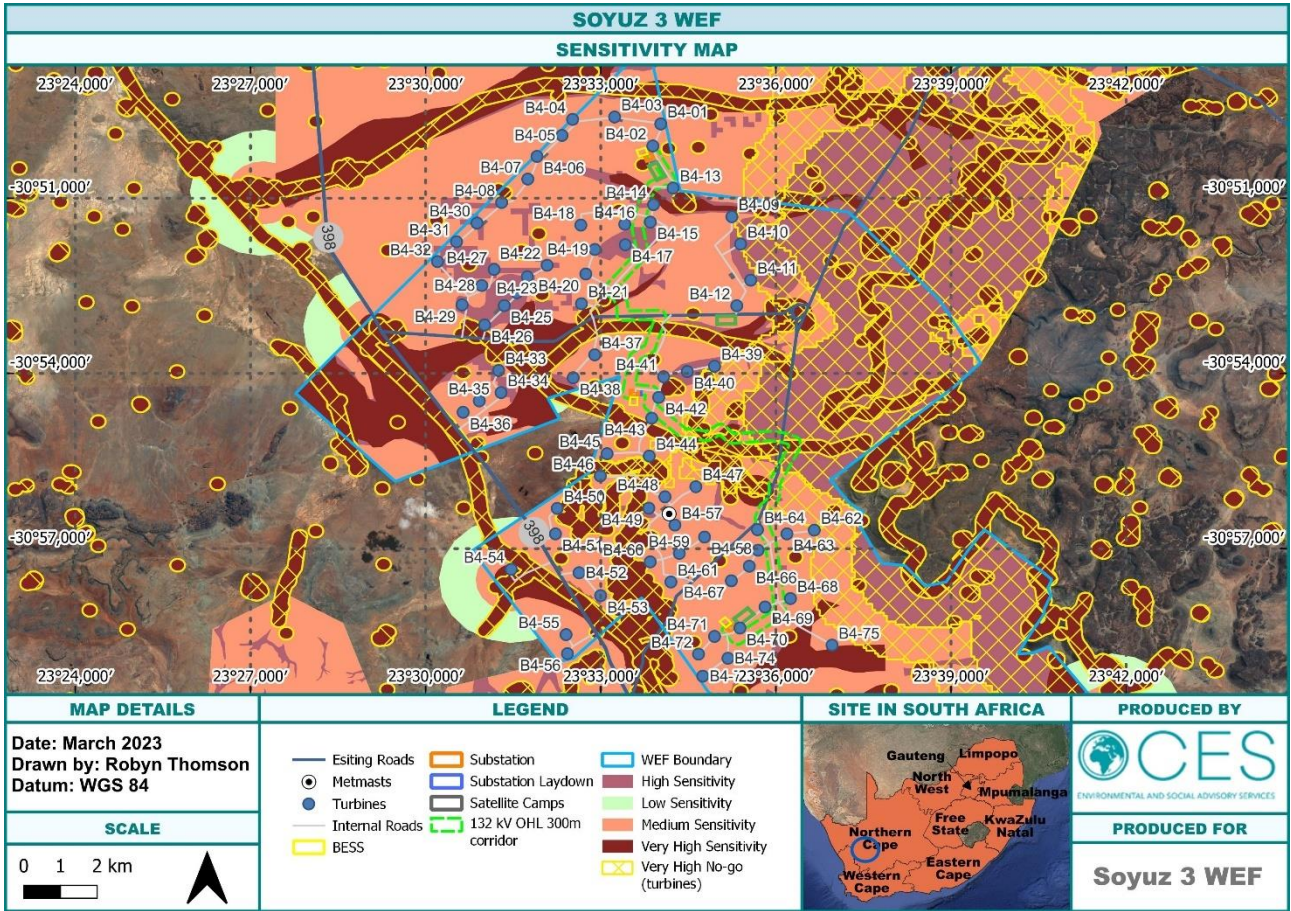 SOYUZ 3 WEF
SENSITIVITY MAP
23°24,000′ 23°27,000′ 23°30,000′ 23°33,000′ 23°36,000′ 23°39,000′ 23°42,000′
B4-04
B4-03
B4-01
B4-05
B4-02
B4-07
B4-06
B4-13
-30°51,000′
-30°51,000′
B4-08
B4-14
B4-30
B4-18
B4-16
B4-09
398
B4-31
B4-15
B4-10
B4-32
B4-22
B4-19
B4-27
B4-17
B4-11
B4-28
B4-23
B4-20
B4-21
B4-12
B4-29
B4-25
B4-26
B4-37
-30°54,000′
-30°54,000′
B4-33
B4-41
B4-39
B4-35
B4-34
B4-38
B4-40
B4-36
B4-42
B4-43
B4-45
B4-44
B4-46
B4-47
B4-48
B4-50
B4-49
B4-57
B4-64
B4-62
398
B4-51
B4-60
B4-59
B4-58
B4-63
-30°57,000′
-30°57,000′
B4-54
B4-52
B4-61
B4-66
B4-67
B4-68
B4-53
B4-69
B4-55
B4-71
B4-72
B4-70
B4-75
B4-56
B4-74
23°24,000′ 23°27,000′ 23°30,000′ 23°33,000′ 23°36,000′ 23°39,000′ 23°42,000′
MAP DETAILS
Date: March 2023
Drawn by: Robyn Thomson
Datum: WGS 84
SCALE
0 1 2 km
LEGEND
Esiting Roads
Metmasts
Turbines
Internal Roads
BESS
Substation
Substation Laydown
Satellite Camps
132 kV OHL 300m
corridor
WEF Boundary
High Sensitivity
Low Sensitivity
Medium Sensitivity
Very High Sensitivity
Very High No-go
(turbines)
SITE IN SOUTH AFRICA
Gauteng
Limpopo
North
West
Mpumalanga
Free
State
KwaZulu
Natal
Northern
Cape
Eastern
Cape
Western
Cape
PRODUCED BY
CES
ENVIRONMENTAL AND SOCIAL ADVISORY SERVICES
PRODUCED FOR
Soyuz 3 WEF